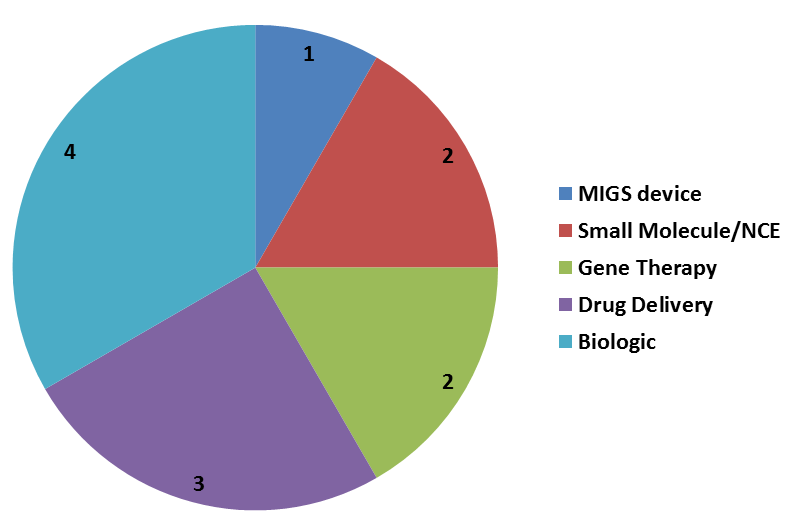 1
2
2
3
4
MIGS device
Small Molecule/NCE
Gene Therapy
Drug Delivery
Biologic